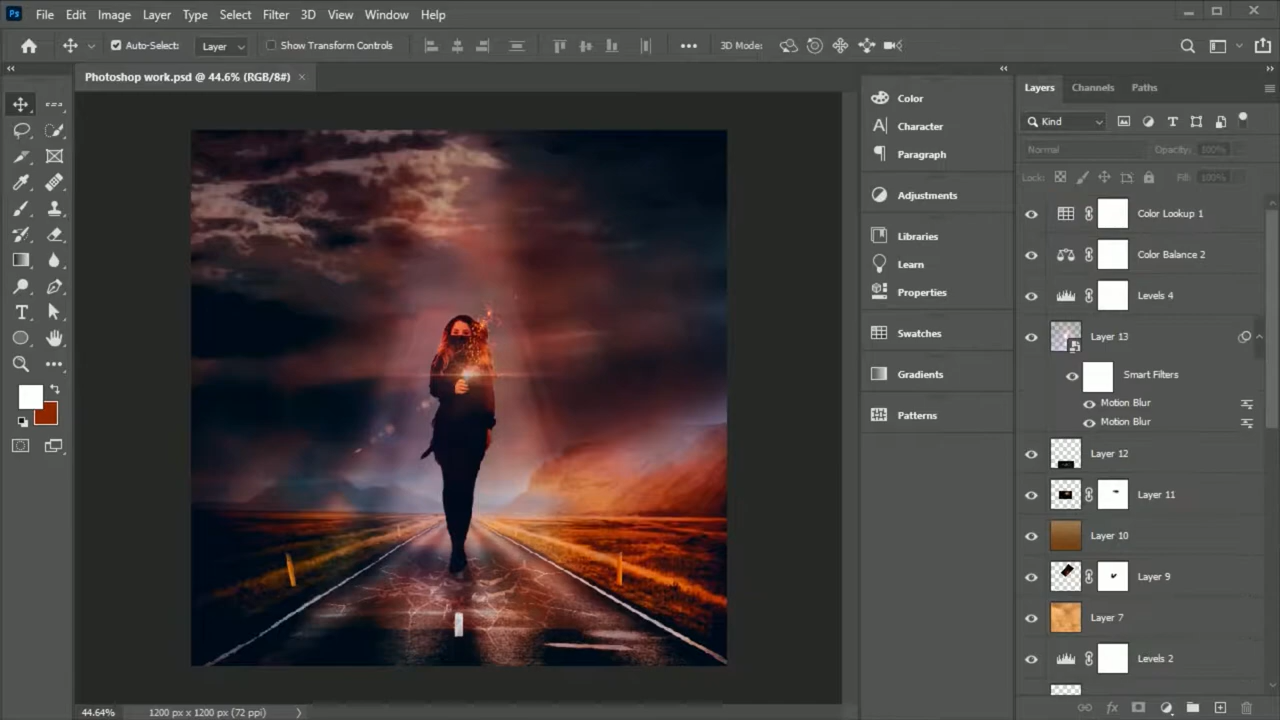 Ps File Edit Image Layer Type Select Filter 3D View Window Help
Auto-Select: Layer Show Transform Controls 3D Mode:
Photoshop work.psd @ 44.6% (RGB/8#) ×
Color
Character
Paragraph
Adjustments
Libraries
Learn
Properties
Swatches
Gradients
Patterns
Layers Channels Paths
Kind
Normal Opacity: 100%
Lock: Fill: 100%
Color Lookup 1
Color Balance 2
Levels 4
Layer 13
Smart Filters
Motion Blur
Motion Blur
Layer 12
Layer 11
Layer 10
Layer 9
Layer 7
Levels 2
44.64% 1200 px x 1200 px (72 ppi)